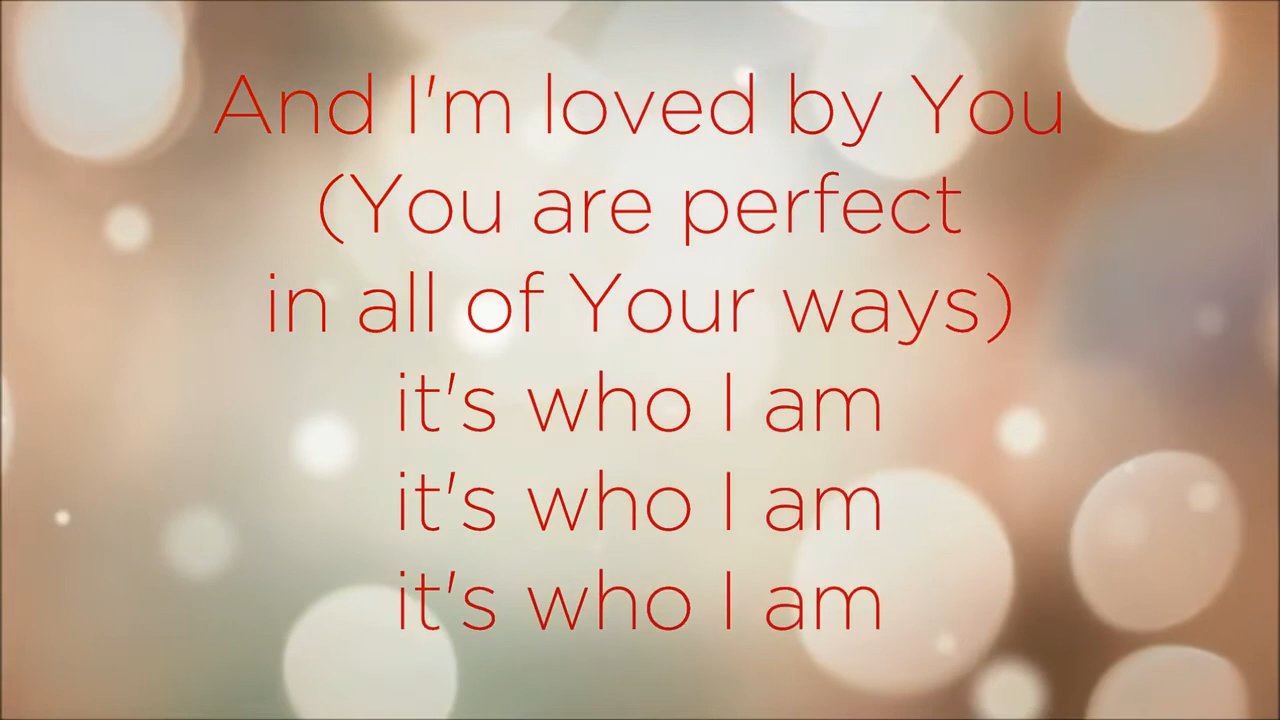 And I'm loved by You
(You are perfect
in all of Your ways)
it's who I am
it's who I am
it's who I am